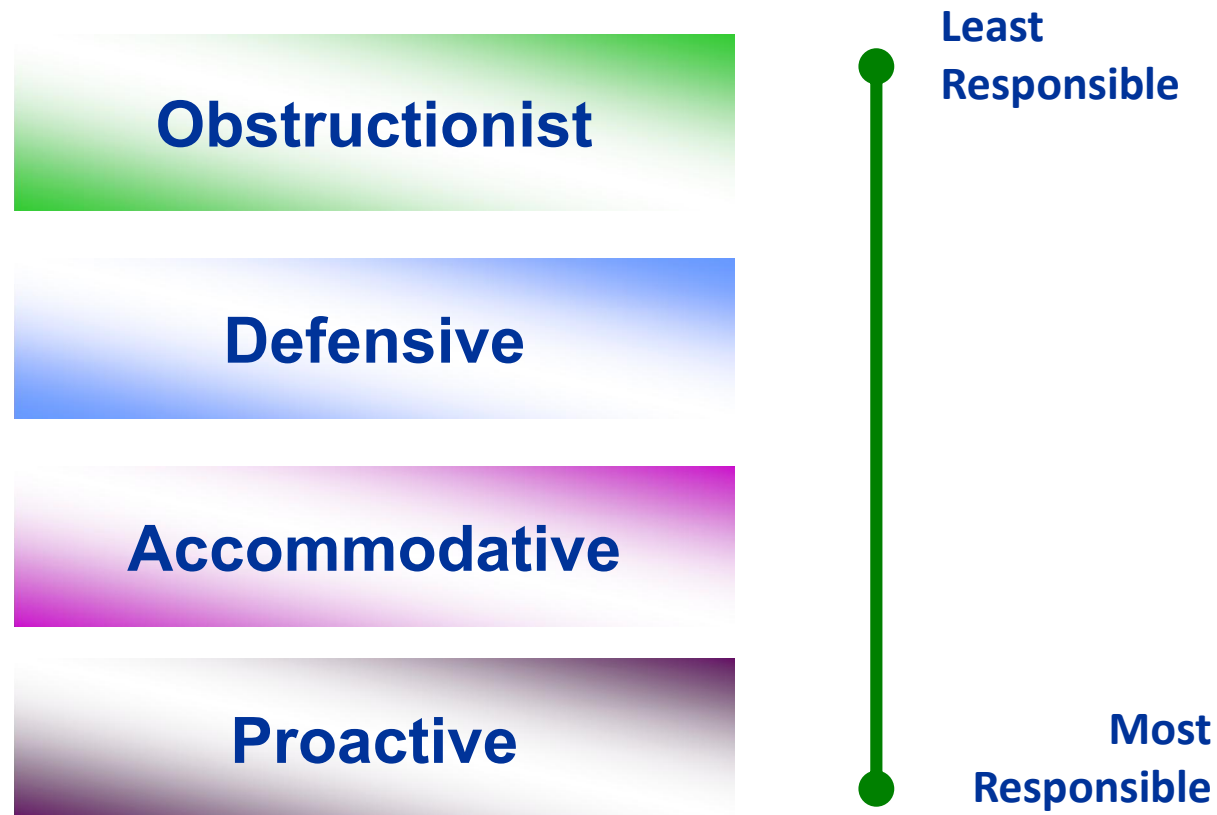 Least
Responsible
Obstructionist
Defensive
Accommodative
Proactive
Most
Responsible